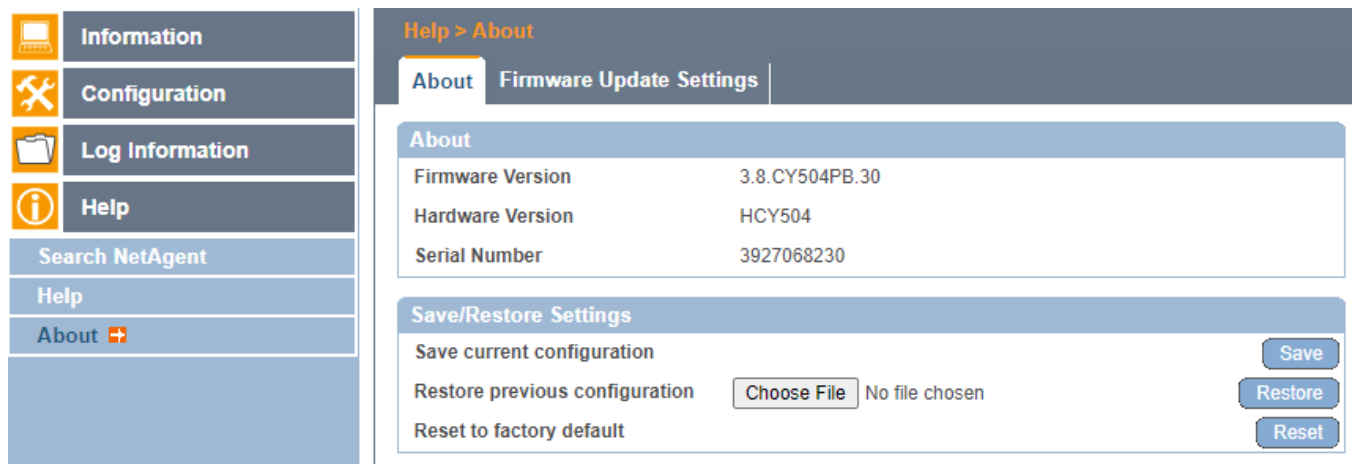 Information
Configuration
Log Information
Help
Search NetAgent
Help
About
Help > About
About Firmware Update Settings
About
Firmware Version 3.8.CY504PB.30
Hardware Version HCY504
Serial Number 3927068230
Save/Restore Settings
Save current configuration Save
Restore previous configuration Choose File No file chosen Restore
Reset to factory default Reset